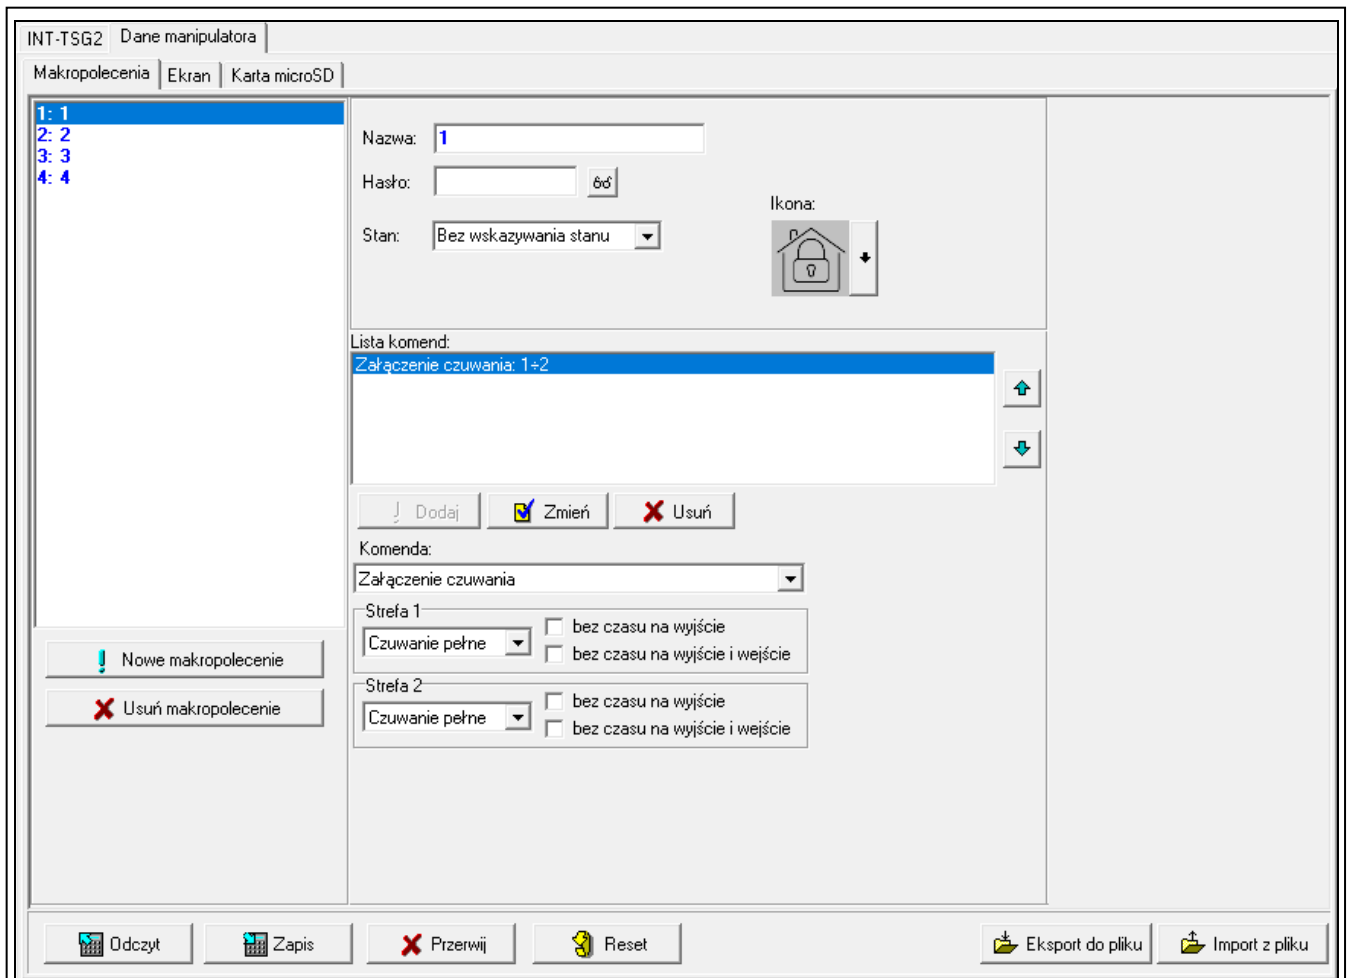 INT-TSG2 Dane manipulatora
Makropolecenia Ekran Karta microSD
1: 1
2: 2
3: 3
4: 4
Nowe makropolecenie
Usuń makropolecenie
Nazwa: 1
Hasło:
Stan: Bez wskazywania stanu
Ikona:
Lista komend:
Załączenie czuwania: 1÷2
Dodaj Zmień Usuń
Komenda:
Załączenie czuwania
Strefa 1
Czuwanie pełne
bez czasu na wyjście
bez czasu na wyjście i wejście
Strefa 2
Czuwanie pełne
bez czasu na wyjście
bez czasu na wyjście i wejście
Odczyt Zapis Przerwij Reset Eksport do pliku Import z pliku